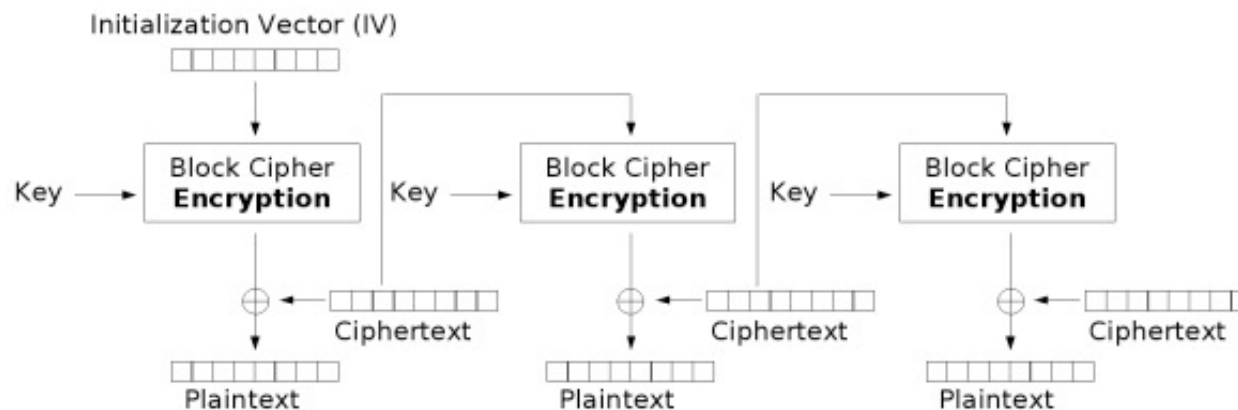 Initialization Vector (IV)
Key
Block Cipher
Encryption
Key
Block Cipher
Encryption
Key
Block Cipher
Encryption
Ciphertext
Ciphertext
Ciphertext
Plaintext
Plaintext
Plaintext